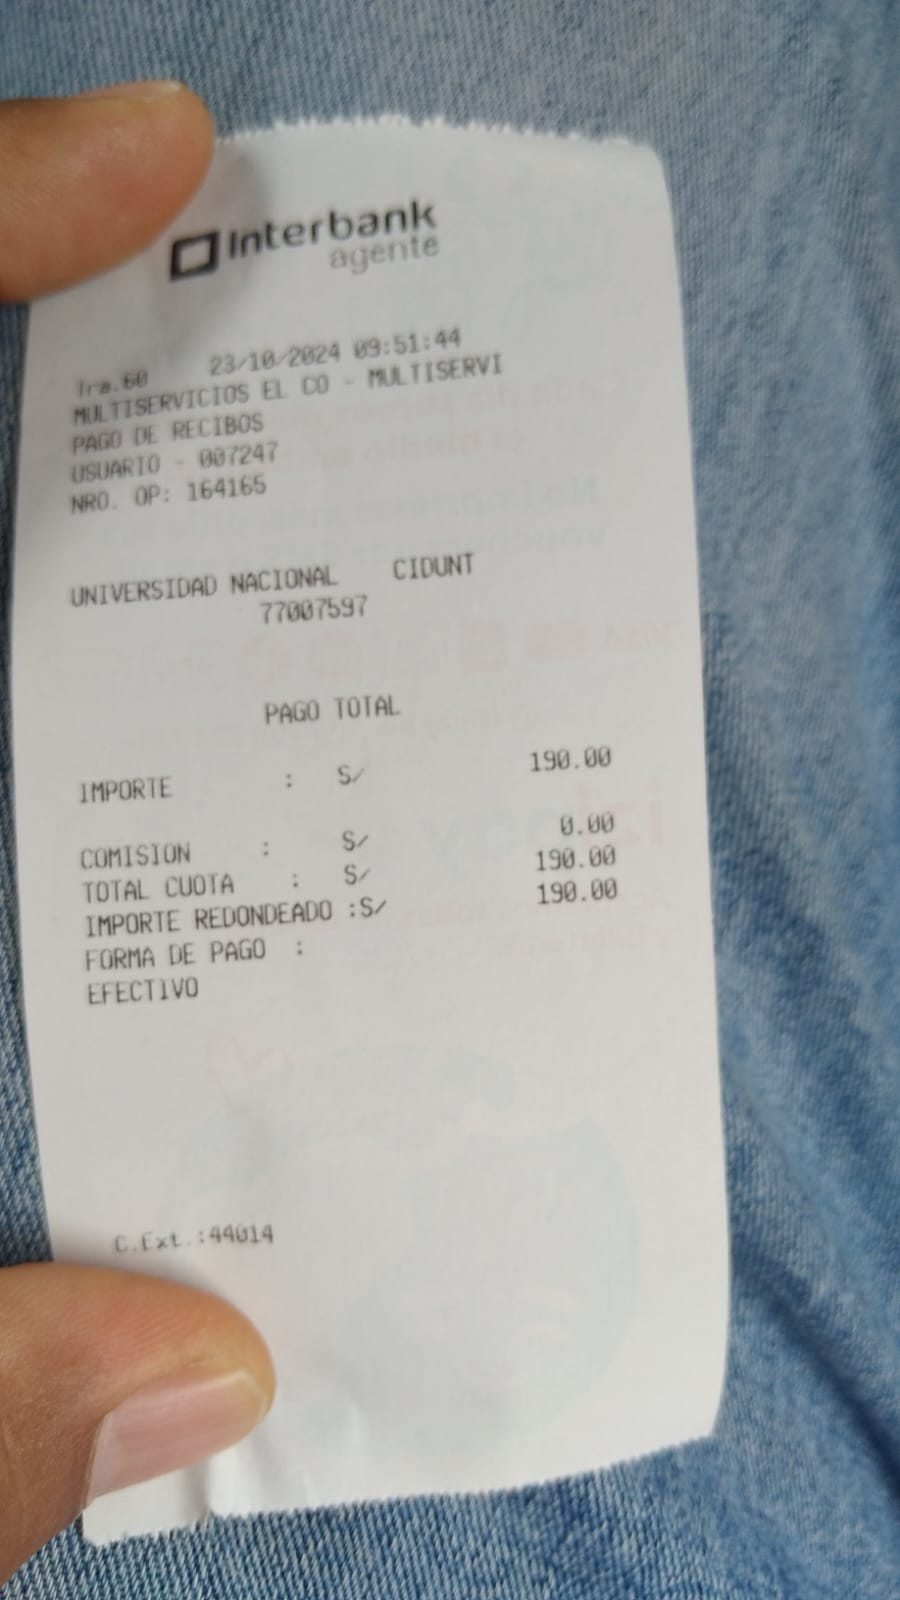 Interbank
agente
Tra.60 23/10/2024 09:51:44
MULTISERVICIOS EL CO - MULTISERVI
PAGO DE RECIBOS
USUARIO - 007247
NRO. OP: 164165
UNIVERSIDAD NACIONAL CIDUNT
77007597
PAGO TOTAL
IMPORTE : S/ 190.00
COMISION : S/ 0.00
TOTAL CUOTA : S/ 190.00
IMPORTE REDONDEADO :S/ 190.00
FORMA DE PAGO :
EFECTIVO
C.Ext.:44014